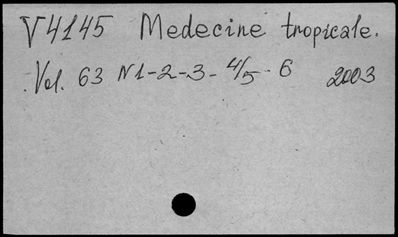 V4145 Medecine tropicale.
Vol. 63 N1-2-3-4/5-6 2003